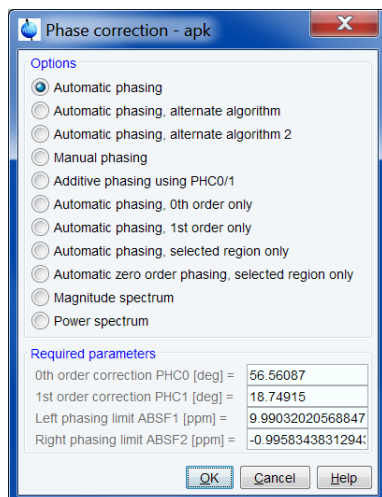 Phase correction - apk
Options
Automatic phasing
Automatic phasing, alternate algorithm
Automatic phasing, alternate algorithm 2
Manual phasing
Additive phasing using PHC0/1
Automatic phasing, 0th order only
Automatic phasing, 1st order only
Automatic phasing, selected region only
Automatic zero order phasing, selected region only
Magnitude spectrum
Power spectrum
Required parameters
0th order correction PHC0 [deg] = 56.56087
1st order correction PHC1 [deg] = 18.74915
Left phasing limit ABSF1 [ppm] = 9.99032020568847
Right phasing limit ABSF2 [ppm] = -0.99583438312943
OK Cancel Help